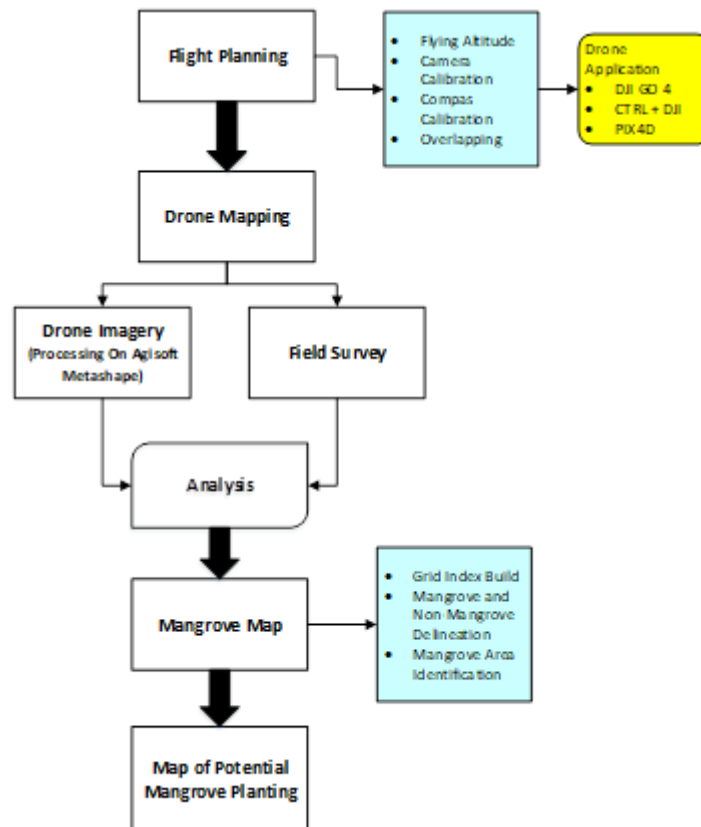 Flight Planning
Flying Altitude
Camera
Calibration
Compas
Calibration
Overlapping
Drone
Application
DJI GO 4
CTRL + DJI
PIX4D
Drone Mapping
Drone Imagery
(Processing On Agisoft
Metashape)
Field Survey
Analysis
Mangrove Map
Grid Index Build
Mangrove and
Non-Mangrove
Delineation
Mangrove Area
Identification
Map of Potential
Mangrove Planting